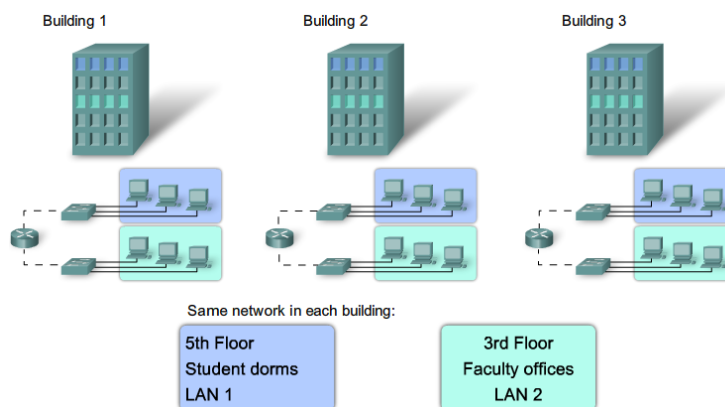 Building 1
Building 2
Building 3
Same network in each building:
5th Floor
Student dorms
LAN 1
3rd Floor
Faculty offices
LAN 2